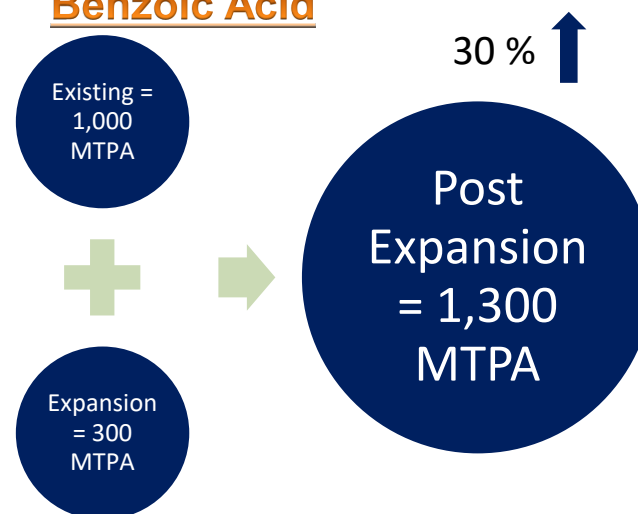 Benzoic Acid
30 %
Existing =
1,000
MTPA
Post
Expansion
= 1,300
MTPA
Expansion
= 300
MTPA